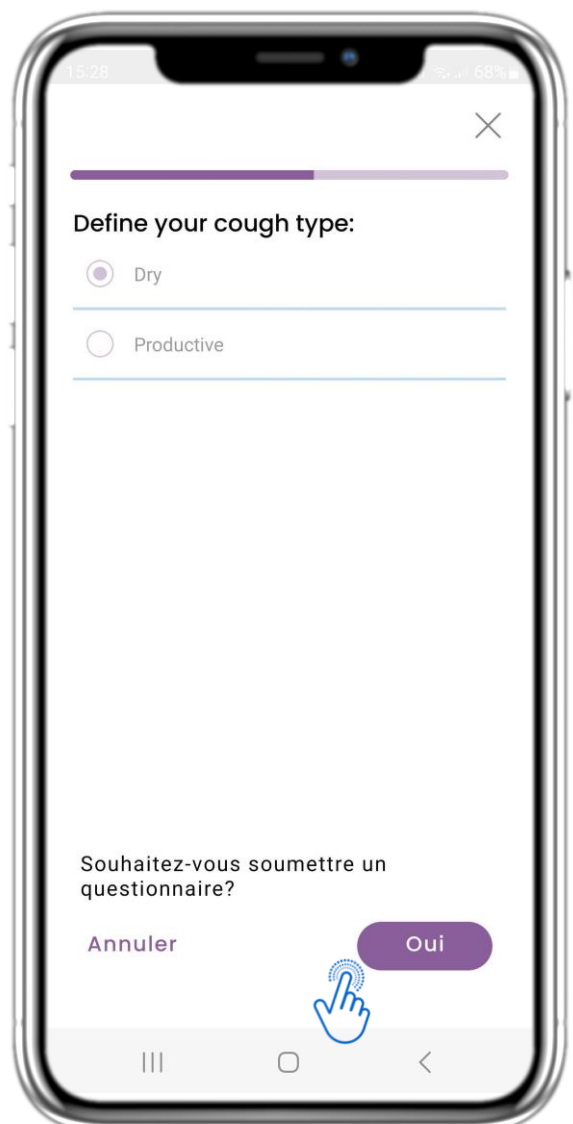 15:28
68%
Define your cough type:
Dry
Productive
Souhaitez-vous soumettre un
questionnaire?
Annuler
Oui